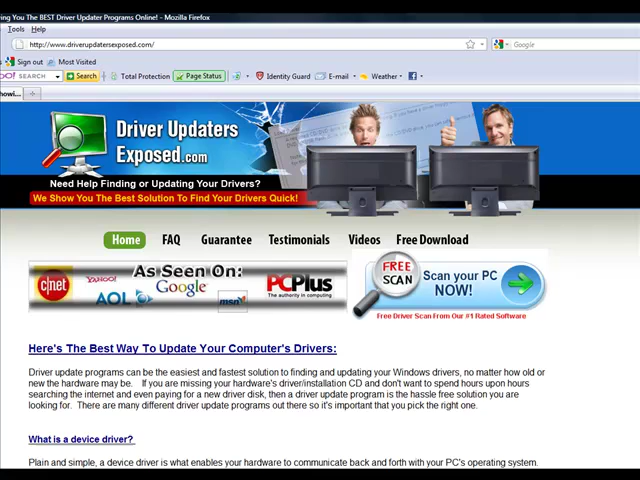 ing You The BEST Driver Updater Programs Online! - Mozilla Firefox
Tools Help
http://www.driverupdatersexposed.com/
Google
Sign out Most Visited
OO! SEARCH Search Total Protection Page Status Identity Guard E-mail Weather
Showi...
Driver Updaters
Exposed.com
Need Help Finding or Updating Your Drivers?
We Show You The Best Solution To Find Your Drivers Quick!
Home FAQ Guarantee Testimonials Videos Free Download
As Seen On:
c|net YAHOO! AOL Google msn PCPlus
The authority in computing
FREE SCAN
Scan your PC
NOW!
Free Driver Scan From Our #1 Rated Software
Here's The Best Way To Update Your Computer's Drivers:
Driver update programs can be the easiest and fastest solution to finding and updating your Windows drivers, no matter how old or
new the hardware may be. If you are missing your hardware's driver/installation CD and don't want to spend hours upon hours
searching the internet and even paying for a new driver disk, then a driver update program is the hassle free solution you are
looking for. There are many different driver update programs out there so it's important that you pick the right one.
What is a device driver?
Plain and simple, a device driver is what enables your hardware to communicate back and forth with your PC's operating system.